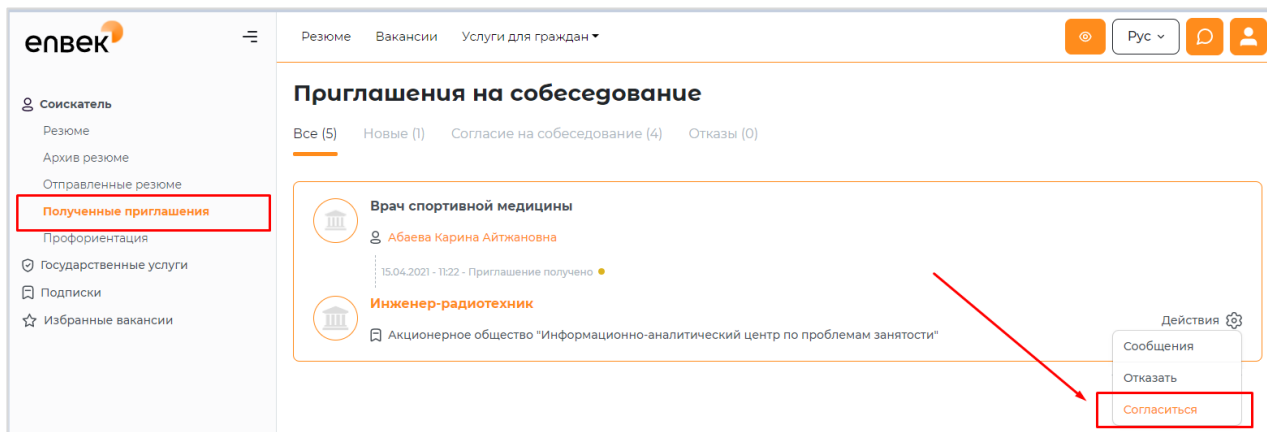 enbek
Резюме Вакансии Услуги для граждан
Рус
Соискатель
Резюме
Архив резюме
Отправленные резюме
Полученные приглашения
Профориентация
Государственные услуги
Подписки
Избранные вакансии
Приглашения на собеседование
Все (5) Новые (1) Согласие на собеседование (4) Отказы (0)
Врач спортивной медицины
Абаева Карина Айтжановна
15.04.2021 - 11:22 - Приглашение получено
Инженер-радиотехник
Акционерное общество "Информационно-аналитический центр по проблемам занятости"
Действия
Сообщения
Отказать
Согласиться